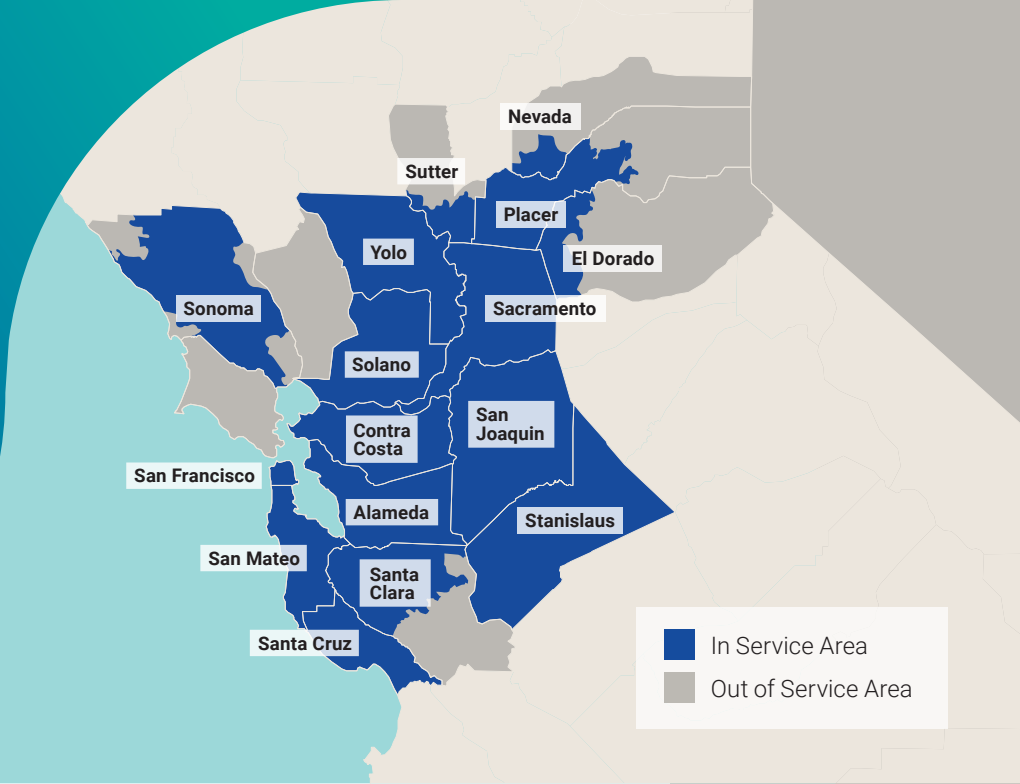 Nevada
Sutter
Placer
Yolo
El Dorado
Sonoma
Sacramento
Solano
San
Joaquin
Contra
Costa
San Francisco
Alameda
Stanislaus
San Mateo
Santa
Clara
Santa Cruz
In Service Area
Out of Service Area